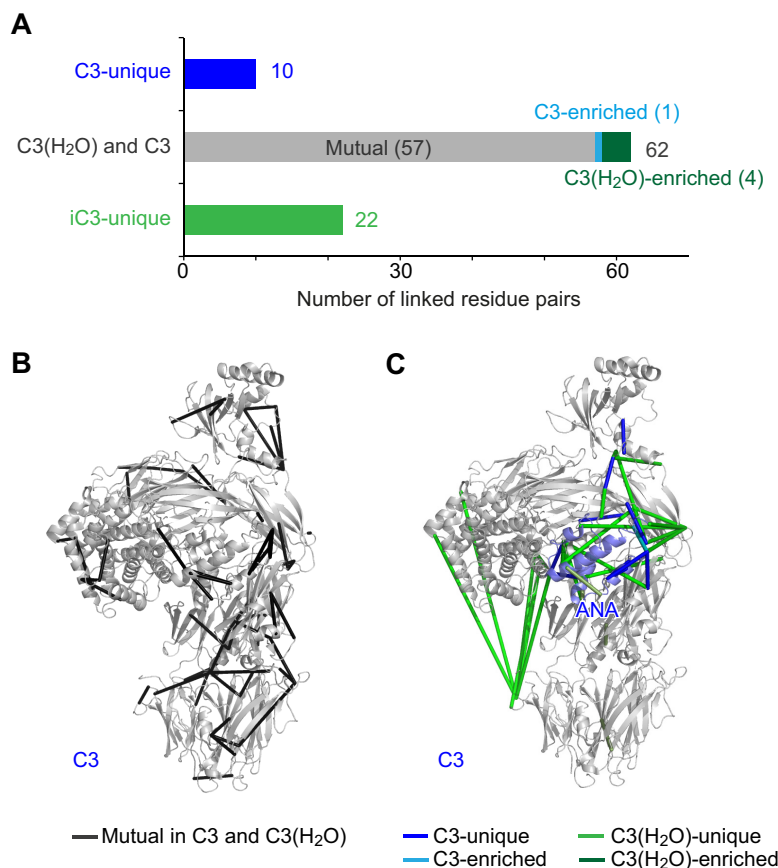 A
C3-unique
10
C3-enriched (1)
C3(H₂O) and C3
Mutual (57)
62
C3(H₂O)-enriched (4)
iC3-unique
22
0
30
60
Number of linked residue pairs
B
C
ANA
C3
C3
Mutual in C3 and C3(H₂O)
C3-unique
C3(H₂O)-unique
C3-enriched
C3(H₂O)-enriched